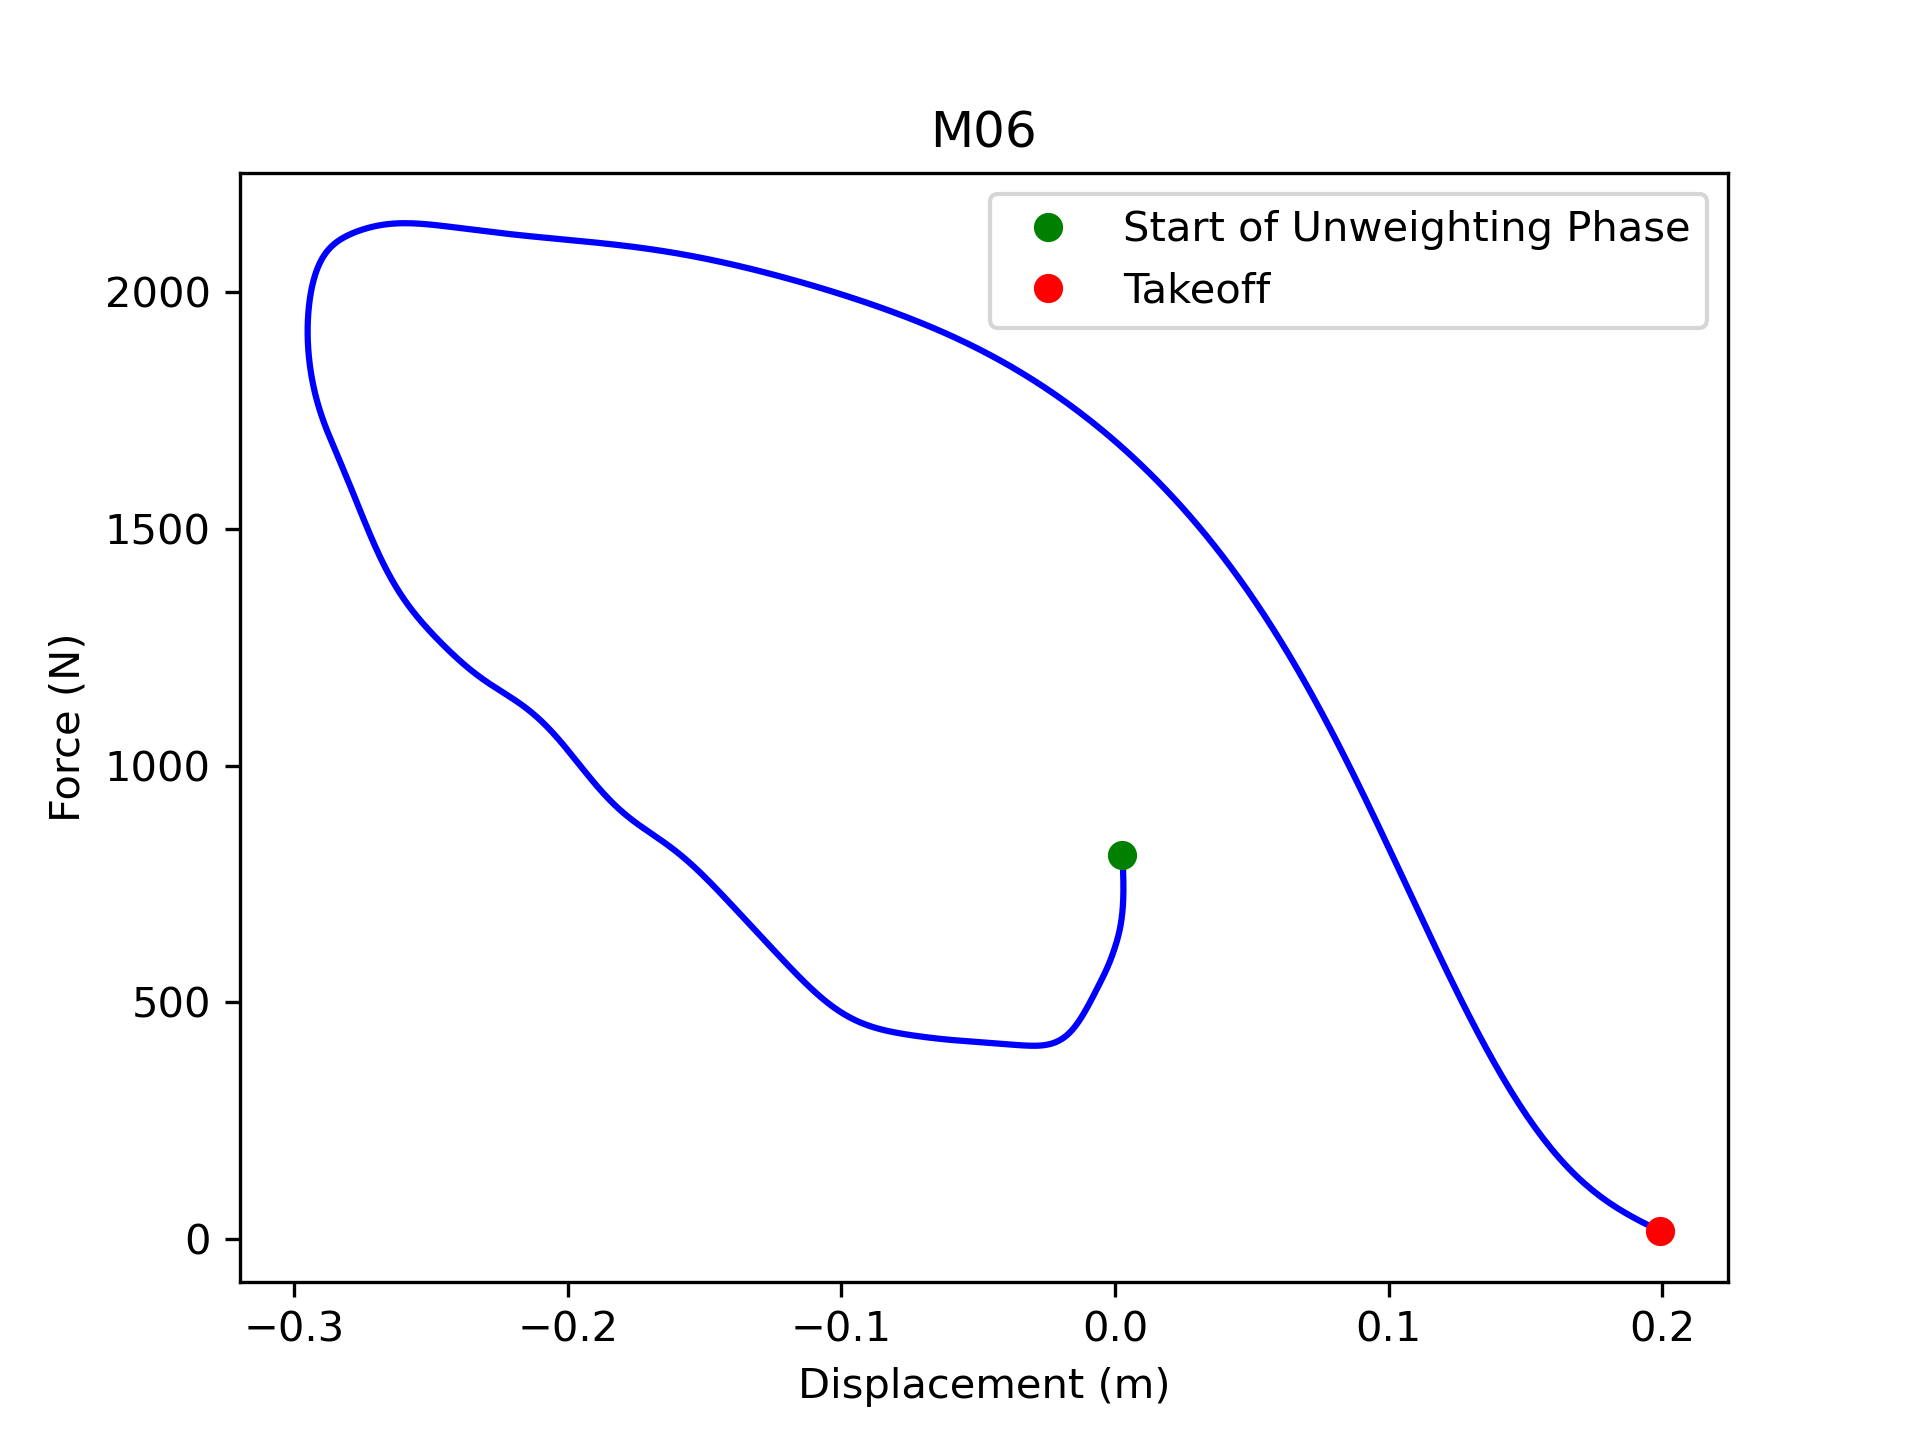 M06
Start of Unweighting Phase
Takeoff
Force (N)
2000
1500
1000
500
0
−0.3 −0.2 −0.1 0.0 0.1 0.2
Displacement (m)